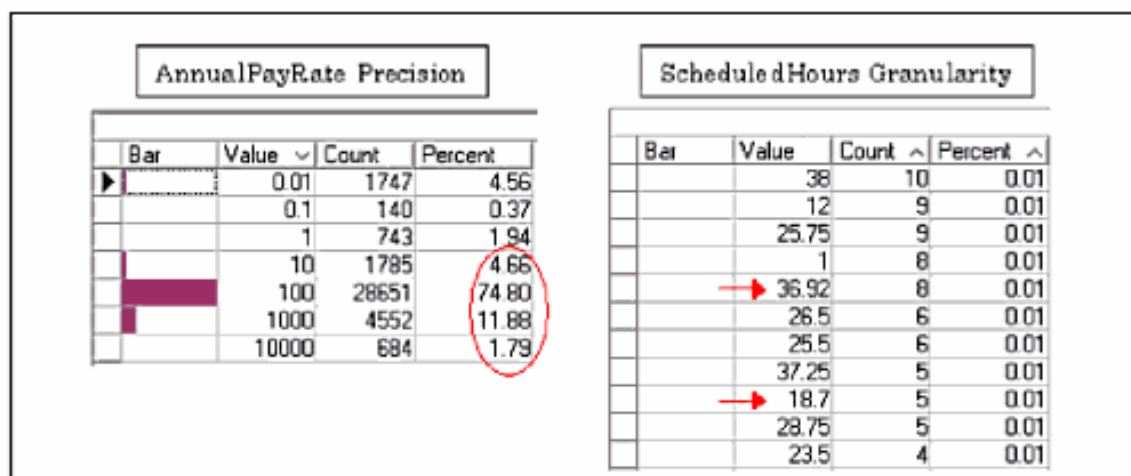 AnnualPayRate Precision
Bar Value Count Percent
0.01 1747 4.56
0.1 140 0.37
1 743 1.94
10 1785 4.66
100 28651 74.80
1000 4552 11.88
10000 684 1.79
ScheduledHours Granularity
Bar Value Count Percent
38 10 0.01
12 9 0.01
25.75 9 0.01
1 8 0.01
36.92 8 0.01
26.5 6 0.01
25.5 6 0.01
37.25 5 0.01
18.7 5 0.01
28.75 5 0.01
23.5 4 0.01